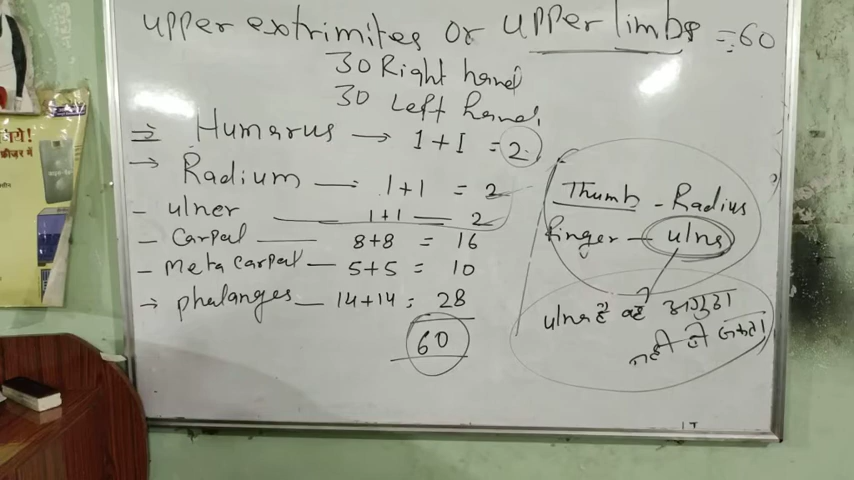 upper extrimites or upper limbs = 60
30 Right hand
30 Left hand
⇒ Humarus → 1+1 = 2
→ Radium — 1+1 = 2
- ulner — 1+1 — 2
- Carpal — 8+8 = 16
- Meta carpal — 5+5 = 10
→ phalanges — 14+14 = 28
60
Thumb - Radius
finger - ulna
ulna है वह अंगुठा
नही